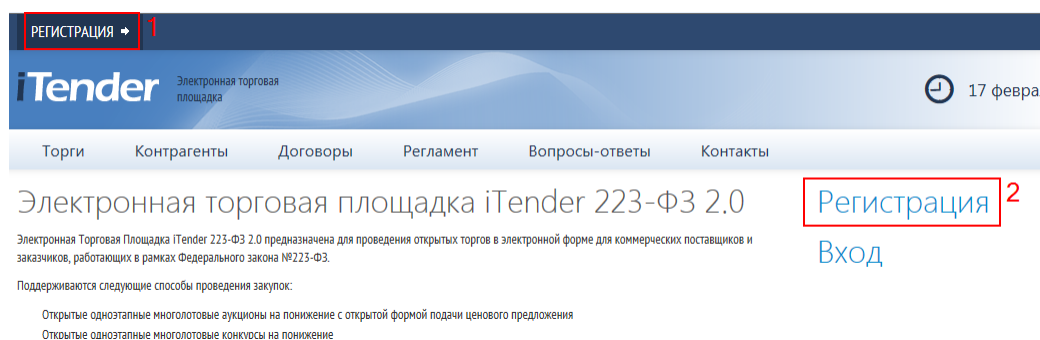 РЕГИСТРАЦИЯ 1
iTender Электронная торговая
площадка
17 февра
Торги Контрагенты Договоры Регламент Вопросы-ответы Контакты
Электронная торговая площадка iTender 223-ФЗ 2.0
Регистрация 2
Вход
Электронная Торговая Площадка iTender 223-ФЗ 2.0 предназначена для проведения открытых торгов в электронной форме для коммерческих поставщиков и
заказчиков, работающих в рамках Федерального закона №223-ФЗ.
Поддерживаются следующие способы проведения закупок:
Открытые одноэтапные многолотовые аукционы на понижение с открытой формой подачи ценового предложения
Открытые одноэтапные многолотовые конкурсы на понижение